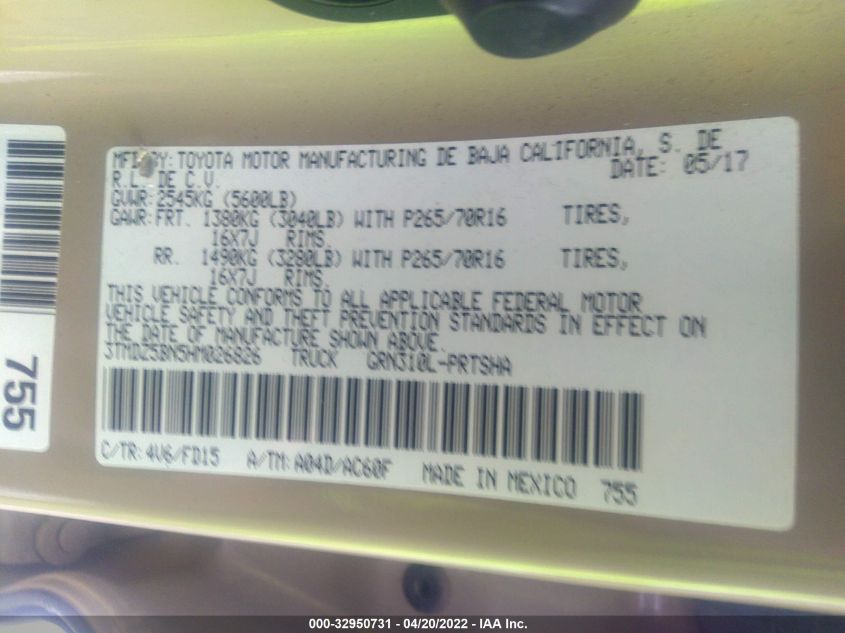 MFD BY: TOYOTA MOTOR MANUFACTURING DE BAJA CALIFORNIA, S. DE
R.L. DE C.V. DATE: 05/17
GVWR: 2545KG (5600LB)
GAWR: FRT. 1380KG (3040LB) WITH P265/70R16 TIRES,
16X7J RIMS.
RR. 1490KG (3280LB) WITH P265/70R16 TIRES,
16X7J RIMS.
THIS VEHICLE CONFORMS TO ALL APPLICABLE FEDERAL MOTOR
VEHICLE SAFETY AND THEFT PREVENTION STANDARDS IN EFFECT ON
THE DATE OF MANUFACTURE SHOWN ABOVE.
3TMDZ5BN5HM026826 TRUCK GRN310L-PRTSHA
C/TR: 4V6/FD15 A/TM: A04D/AC60F MADE IN MEXICO 755
755
000-32950731 - 04/20/2022 - IAA Inc.